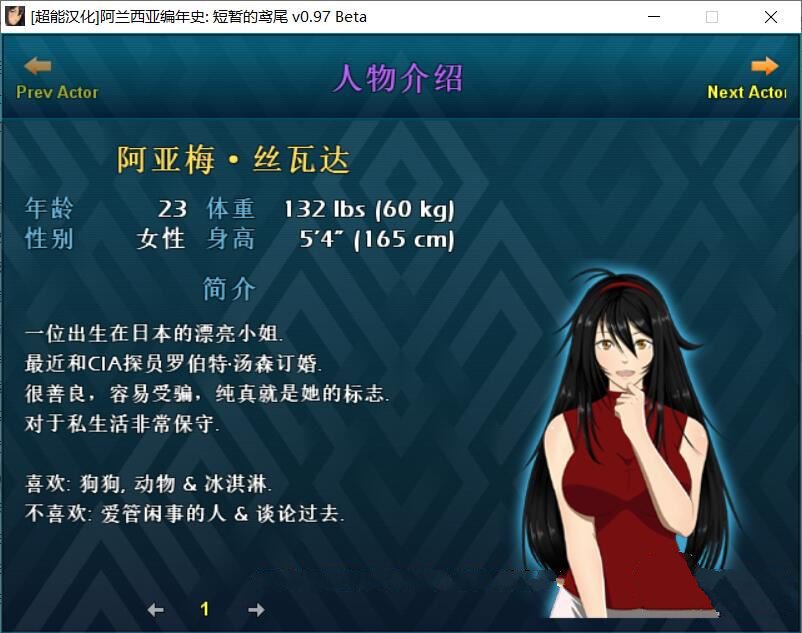 [超能汉化]阿兰西亚编年史: 短暂的鸢尾 v0.97 Beta
Prev Actor
人物介绍
Next Actor
阿亚梅·丝瓦达
年龄 23 体重 132 lbs (60 kg)
性别 女性 身高 5'4" (165 cm)
简介
一位出生在日本的漂亮小姐.
最近和CIA探员罗伯特·汤森订婚.
很善良，容易受骗，纯真就是她的标志.
对于私生活非常保守.
喜欢: 狗狗, 动物 & 冰淇淋.
不喜欢: 爱管闲事的人 & 谈论过去.
1